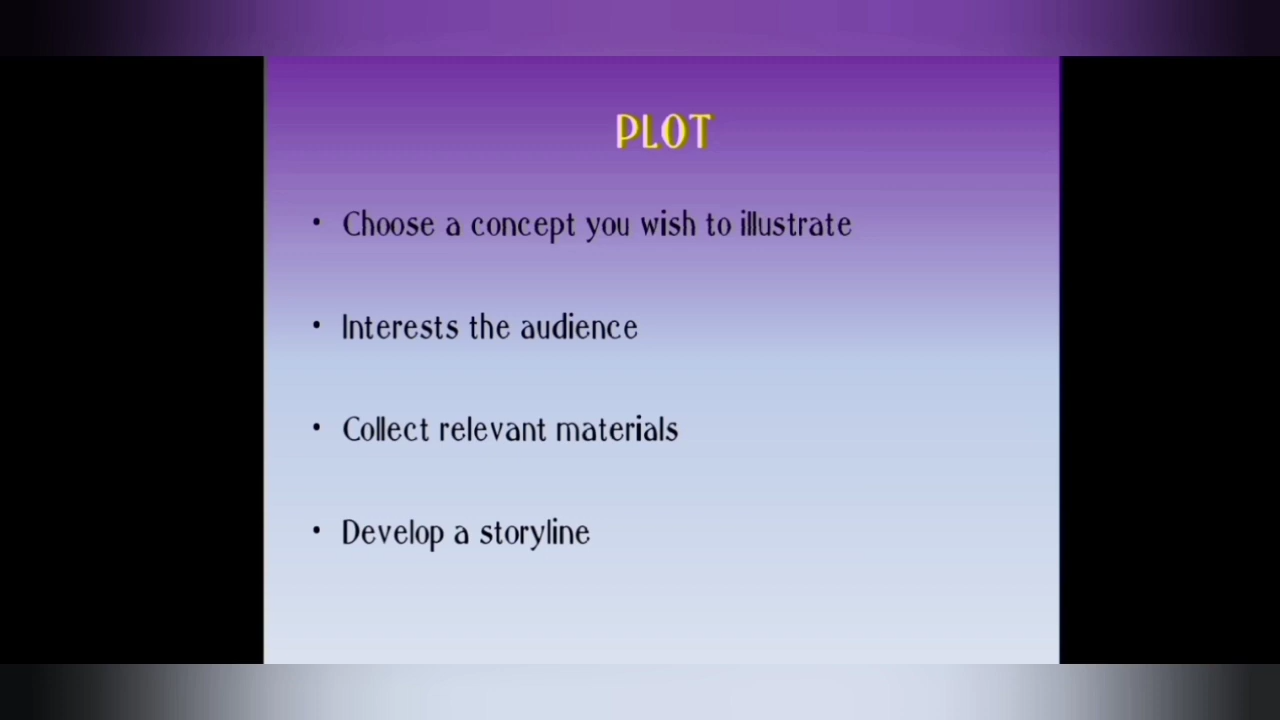 PLOT
• Choose a concept you wish to illustrate
• Interests the audience
• Collect relevant materials
• Develop a storyline